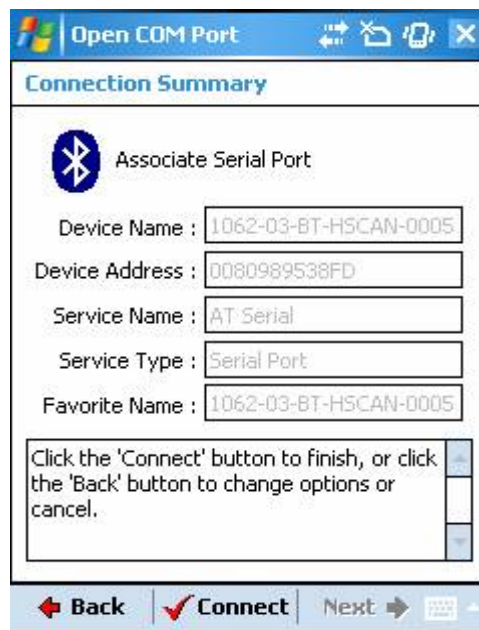 Open COM Port
Connection Summary
Associate Serial Port
Device Name : 1062-03-BT-HSCAN-0005
Device Address : 0080989538FD
Service Name : AT Serial
Service Type : Serial Port
Favorite Name : 1062-03-BT-HSCAN-0005
Click the 'Connect' button to finish, or click
the 'Back' button to change options or
cancel.
Back Connect Next